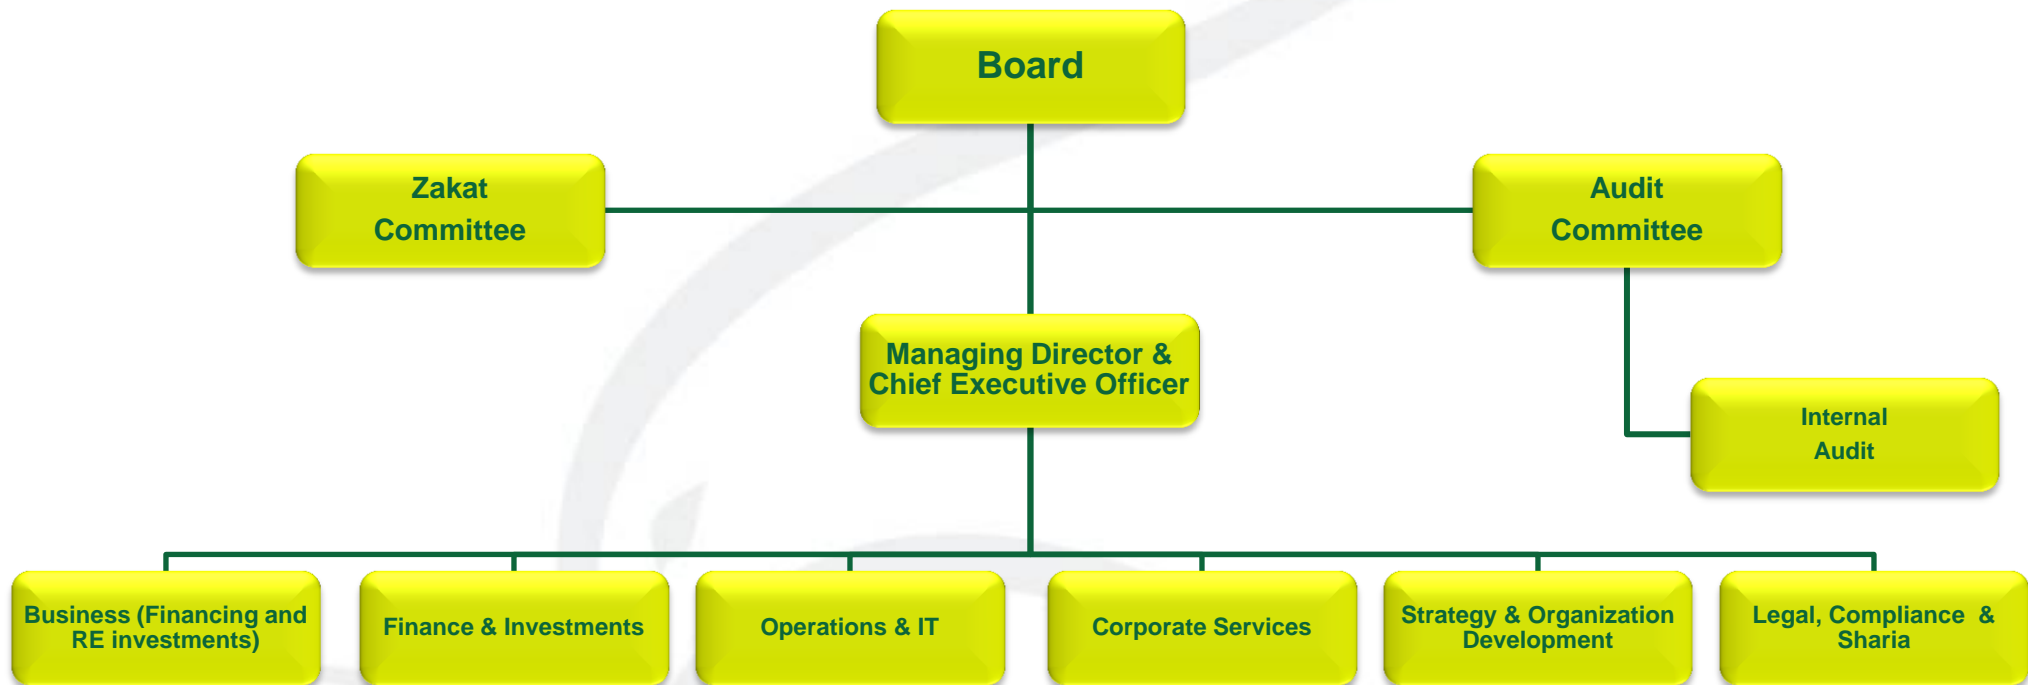 Board
Zakat
Committee
Audit
Committee
Managing Director &
Chief Executive Officer
Internal
Audit
Business (Financing and
RE investments)
Finance & Investments
Operations & IT
Corporate Services
Strategy & Organization
Development
Legal, Compliance & 
Sharia